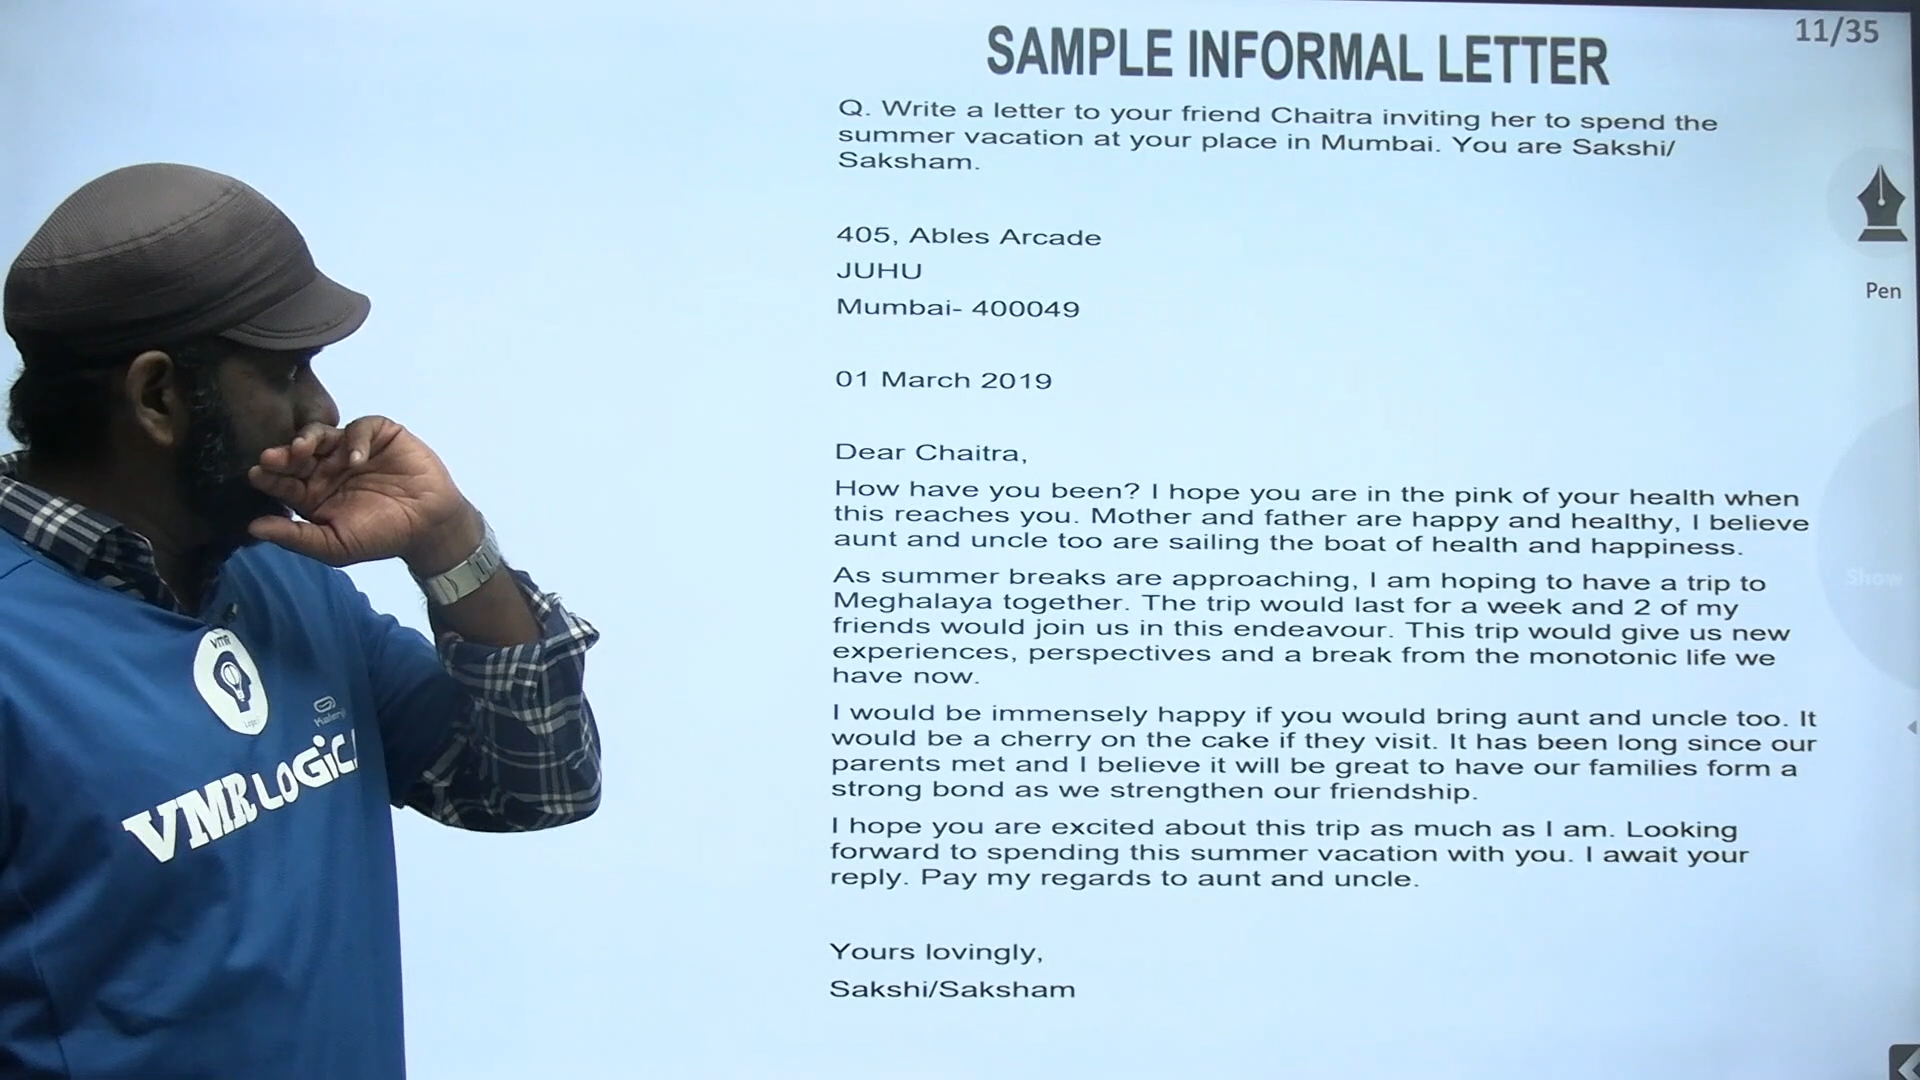 11/35
SAMPLE INFORMAL LETTER
Q. Write a letter to your friend Chaitra inviting her to spend the
summer vacation at your place in Mumbai. You are Sakshi/
Saksham.
405, Ables Arcade
JUHU
Mumbai- 400049
01 March 2019
Dear Chaitra,
How have you been? I hope you are in the pink of your health when
this reaches you. Mother and father are happy and healthy, I believe
aunt and uncle too are sailing the boat of health and happiness.
As summer breaks are approaching, I am hoping to have a trip to
Meghalaya together. The trip would last for a week and 2 of my
friends would join us in this endeavour. This trip would give us new
experiences, perspectives and a break from the monotonic life we
have now.
I would be immensely happy if you would bring aunt and uncle too. It
would be a cherry on the cake if they visit. It has been long since our
parents met and I believe it will be great to have our families form a
strong bond as we strengthen our friendship.
I hope you are excited about this trip as much as I am. Looking
forward to spending this summer vacation with you. I await your
reply. Pay my regards to aunt and uncle.
Yours lovingly,
Sakshi/Saksham
Pen
Show
VMR
VMR LOGIC